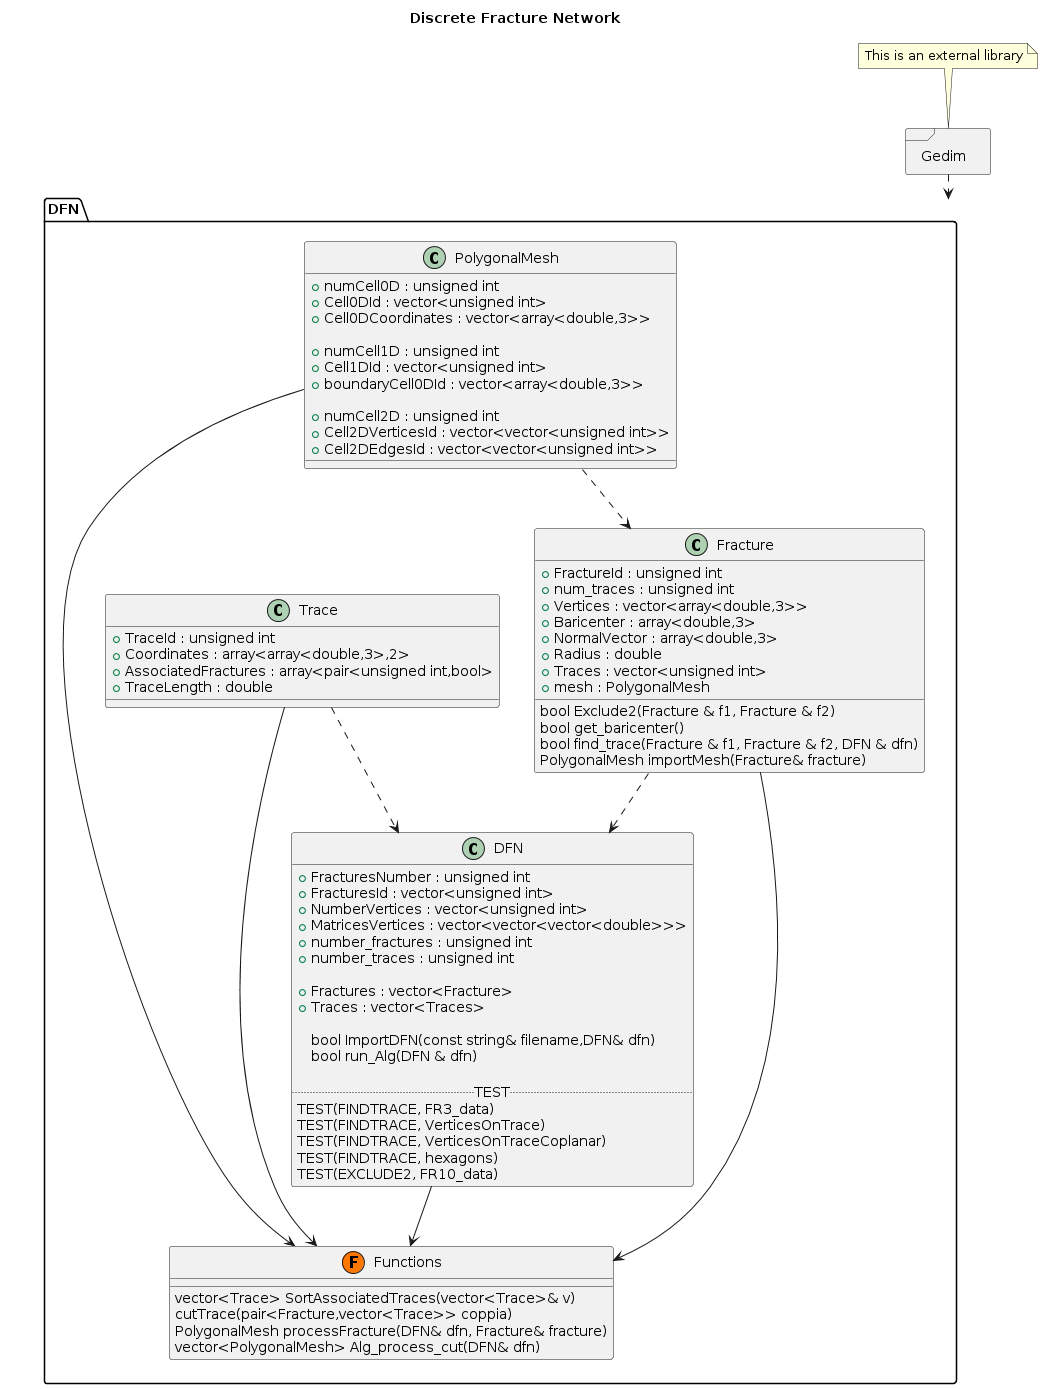 Discrete Fracture Network
This is an external library
Gedim
DFN
C PolygonalMesh
numCell0D : unsigned int
Cell0DId : vector<unsigned int>
Cell0DCoordinates : vector<array<double,3>>
numCell1D : unsigned int
Cell1DId : vector<unsigned int>
boundaryCell0DId : vector<array<double,3>>
numCell2D : unsigned int
Cell2DVerticesId : vector<vector<unsigned int>>
Cell2DEdgesId : vector<vector<unsigned int>>
C Fracture
FractureId : unsigned int
num_traces : unsigned int
Vertices : vector<array<double,3>>
Baricenter : array<double,3>
NormalVector : array<double,3>
Radius : double
Traces : vector<unsigned int>
mesh : PolygonalMesh
bool Exclude2(Fracture & f1, Fracture & f2)
bool get_baricenter()
bool find_trace(Fracture & f1, Fracture & f2, DFN & dfn)
PolygonalMesh importMesh(Fracture& fracture)
C Trace
TraceId : unsigned int
Coordinates : array<array<double,3>,2>
AssociatedFractures : array<pair<unsigned int,bool>
TraceLength : double
C DFN
FracturesNumber : unsigned int
FracturesId : vector<unsigned int>
NumberVertices : vector<unsigned int>
MatricesVertices : vector<vector<vector<double>>>
number_fractures : unsigned int
number_traces : unsigned int
Fractures : vector<Fracture>
Traces : vector<Traces>
bool ImportDFN(const string& filename,DFN& dfn)
bool run_Alg(DFN & dfn)
TEST
TEST(FINDTRACE, FR3_data)
TEST(FINDTRACE, VerticesOnTrace)
TEST(FINDTRACE, VerticesOnTraceCoplanar)
TEST(FINDTRACE, hexagons)
TEST(EXCLUDE2, FR10_data)
F Functions
vector<Trace> SortAssociatedTraces(vector<Trace>& v)
cutTrace(pair<Fracture,vector<Trace>> coppia)
PolygonalMesh processFracture(DFN& dfn, Fracture& fracture)
vector<PolygonalMesh> Alg_process_cut(DFN& dfn)